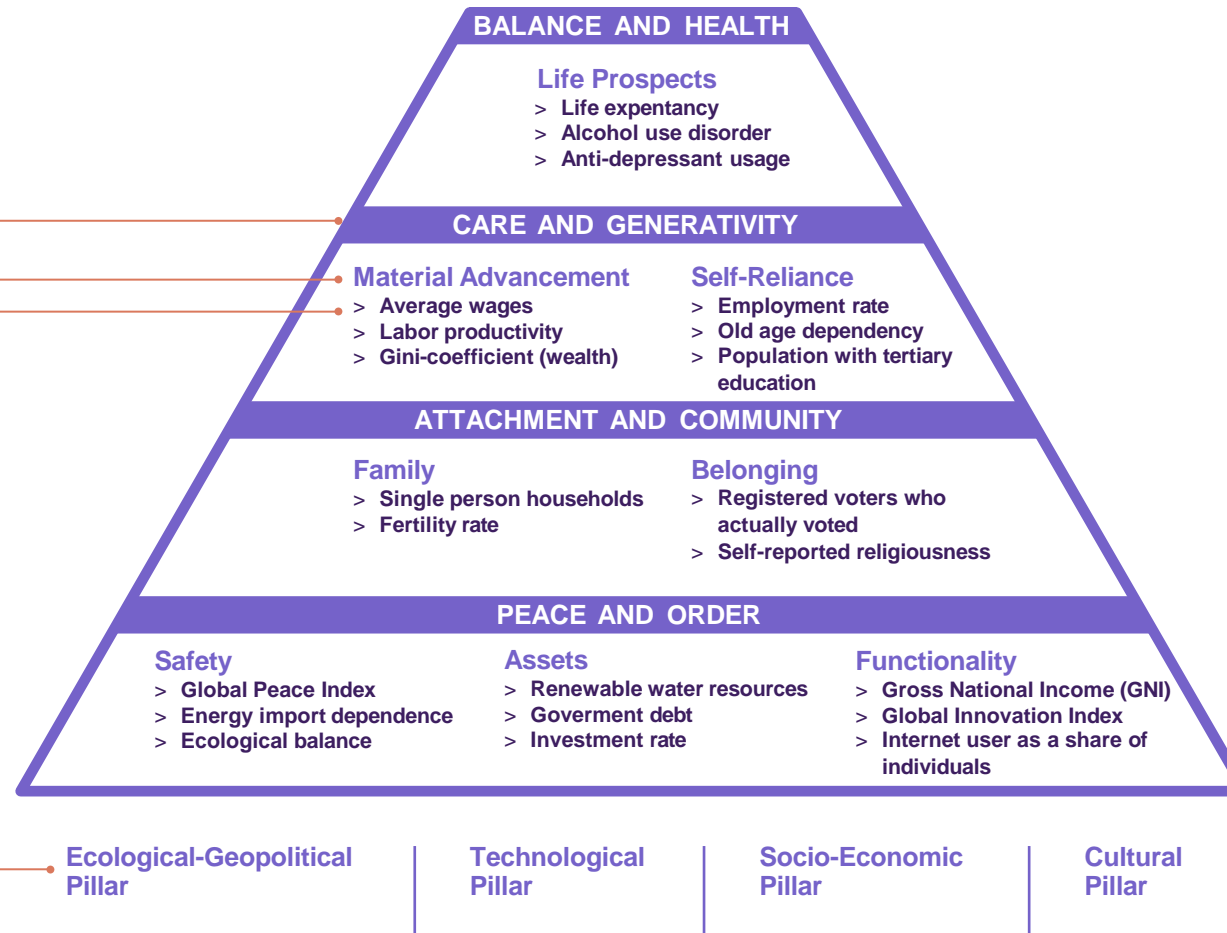 BALANCE AND HEALTH
Life Prospects
> Life expentancy
> Alcohol use disorder
> Anti-depressant usage
CARE AND GENERATIVITY
Material Advancement
> Average wages
> Labor productivity
> Gini-coefficient (wealth)
Self-Reliance
> Employment rate
> Old age dependency
> Population with tertiary
education
ATTACHMENT AND COMMUNITY
Family
> Single person households
> Fertility rate
Belonging
> Registered voters who
actually voted
> Self-reported religiousness
PEACE AND ORDER
Safety
> Global Peace Index
> Energy import dependence
> Ecological balance
Assets
> Renewable water resources
> Goverment debt
> Investment rate
Functionality
> Gross National Income (GNI)
> Global Innovation Index
> Internet user as a share of
individuals
Ecological-Geopolitical
Pillar
Technological
Pillar
Socio-Economic
Pillar
Cultural
Pillar